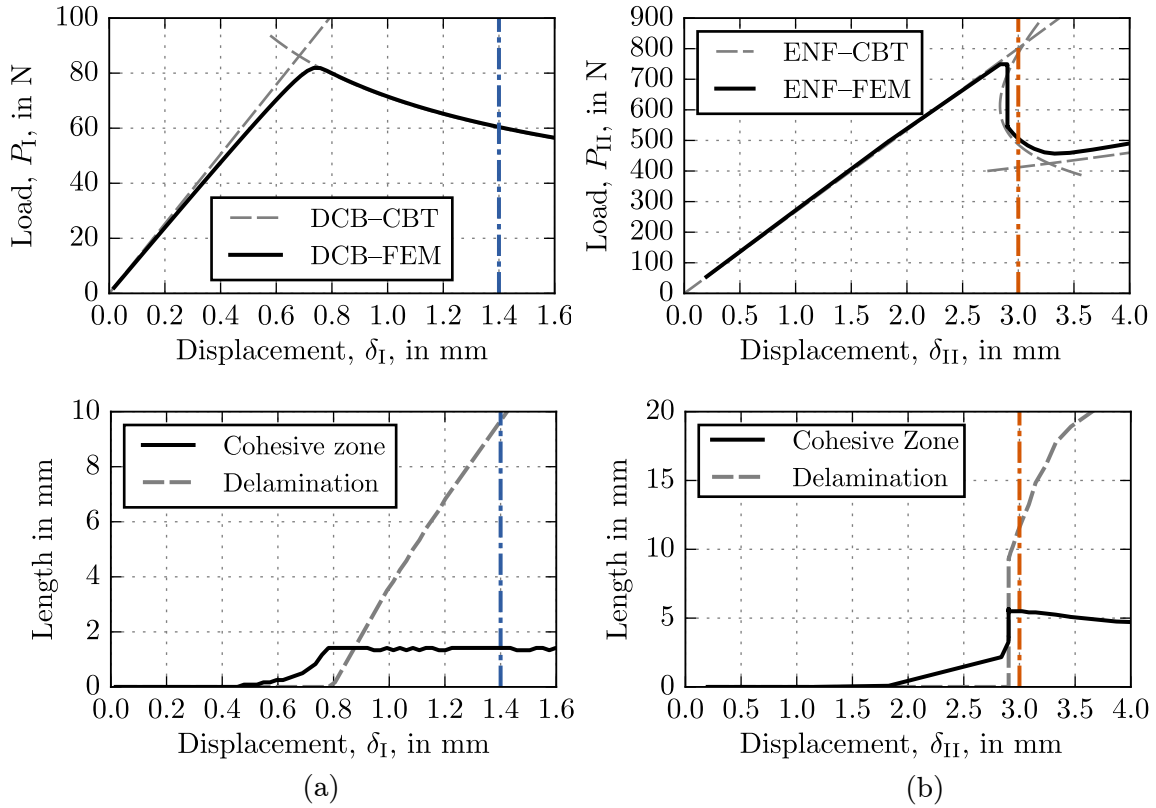 100
80
60
40
20
0
Load, P_I, in N
DCB–CBT
DCB–FEM
0.0 0.2 0.4 0.6 0.8 1.0 1.2 1.4 1.6
Displacement, δ_I, in mm
900
800
700
600
500
400
300
200
100
0
Load, P_II, in N
ENF–CBT
ENF–FEM
0.0 0.5 1.0 1.5 2.0 2.5 3.0 3.5 4.0
Displacement, δ_II, in mm
10
8
6
4
2
0
Length in mm
Cohesive zone
Delamination
0.0 0.2 0.4 0.6 0.8 1.0 1.2 1.4 1.6
Displacement, δ_I, in mm
(a)
20
15
10
5
0
Length in mm
Cohesive Zone
Delamination
0.0 0.5 1.0 1.5 2.0 2.5 3.0 3.5 4.0
Displacement, δ_II, in mm
(b)